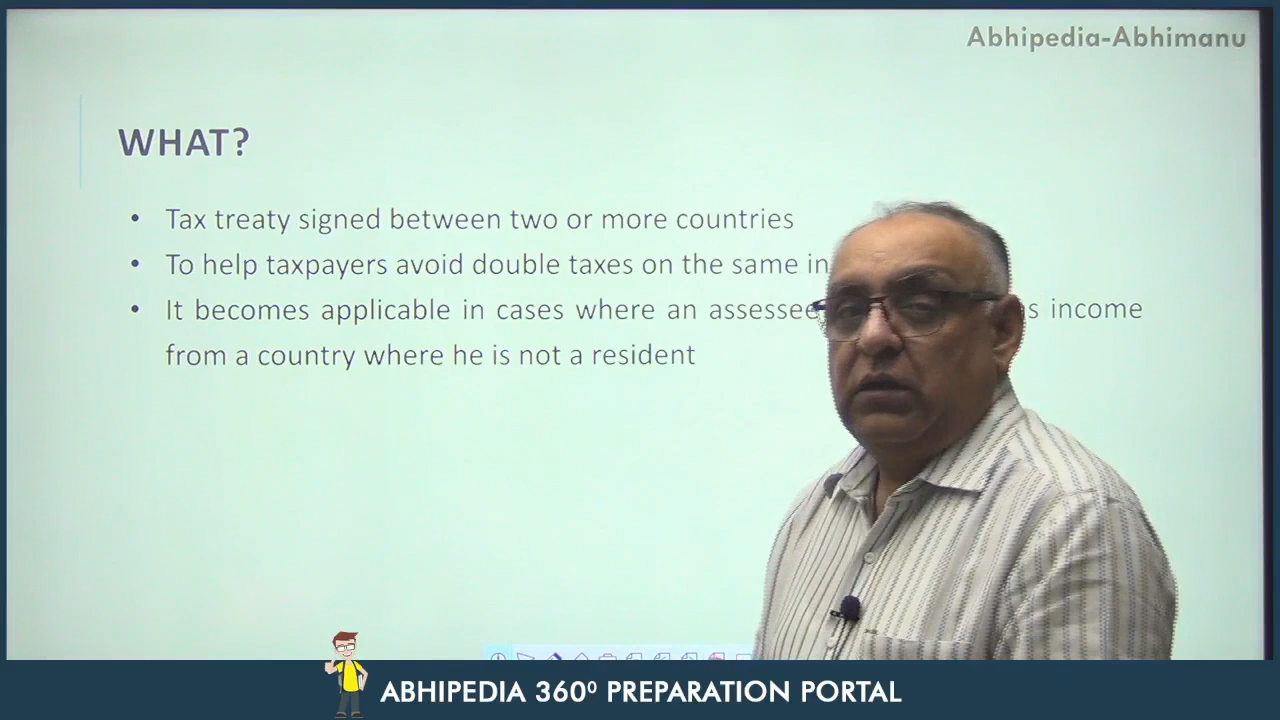 Abhipedia-Abhimanu
WHAT?
• Tax treaty signed between two or more countries
• To help taxpayers avoid double taxes on the same in
• It becomes applicable in cases where an assessee s income
from a country where he is not a resident
ABHIPEDIA 360⁰ PREPARATION PORTAL